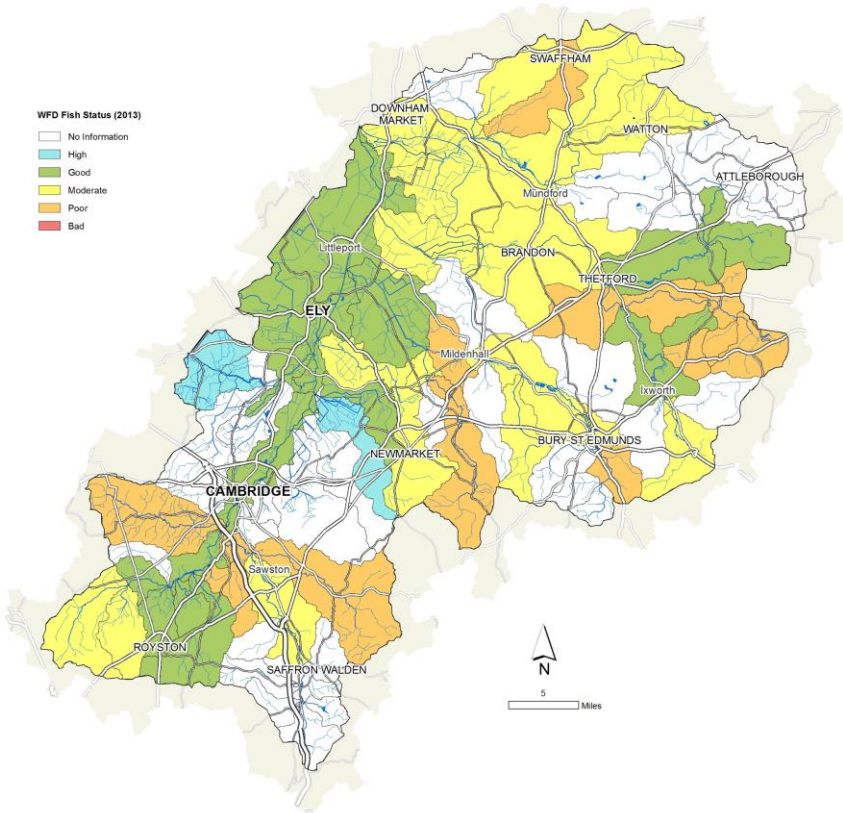 WFD Fish Status (2013)
No Information
High
Good
Moderate
Poor
Bad
SWAFFHAM
DOWNHAM
MARKET
WATTON
ATTLEBOROUGH
Mundford
Littleport
BRANDON
THETFORD
ELY
Mildenhall
Ixworth
BURY ST EDMUNDS
NEWMARKET
CAMBRIDGE
Sawston
ROYSTON
SAFFRON WALDEN
N
5
Miles